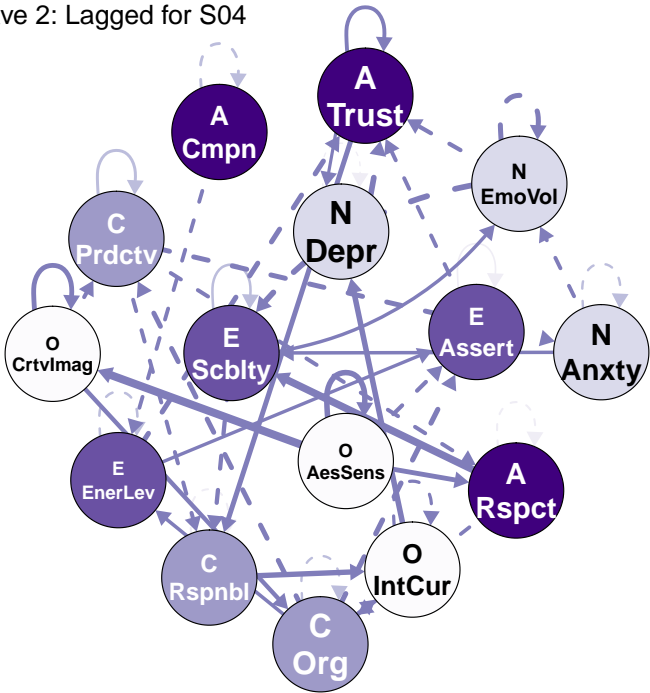 ve 2: Lagged for S04
A
Trust
A
Cmpn
N
EmoVol
C
Prdctv
N
Depr
E
Assert
E
Scblty
O
CrtvImag
N
Anxty
O
AesSens
E
EnerLev
A
Rspct
C
Rspnbl
O
IntCur
C
Org